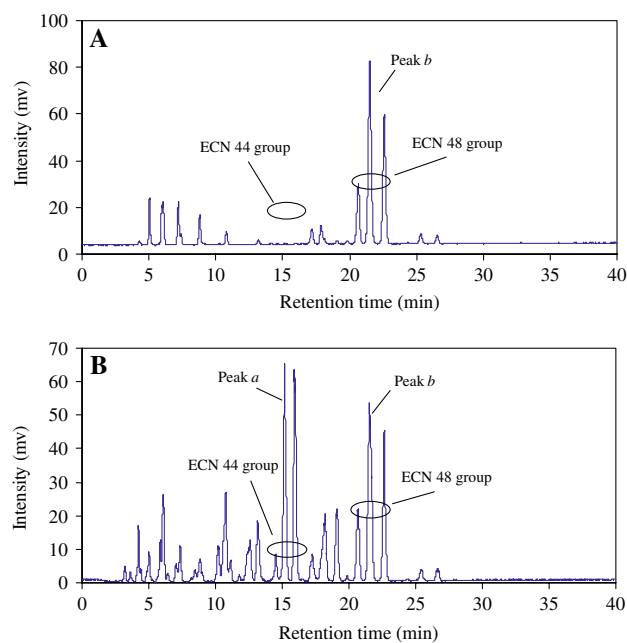 A
100
80
60
40
20
0
Intensity (mv)
Peak b
ECN 44 group
ECN 48 group
0 5 10 15 20 25 30 35 40
Retention time (min)
B
70
60
50
40
30
20
10
0
Intensity (mv)
Peak a
Peak b
ECN 44 group
ECN 48 group
0 5 10 15 20 25 30 35 40
Retention time (min)